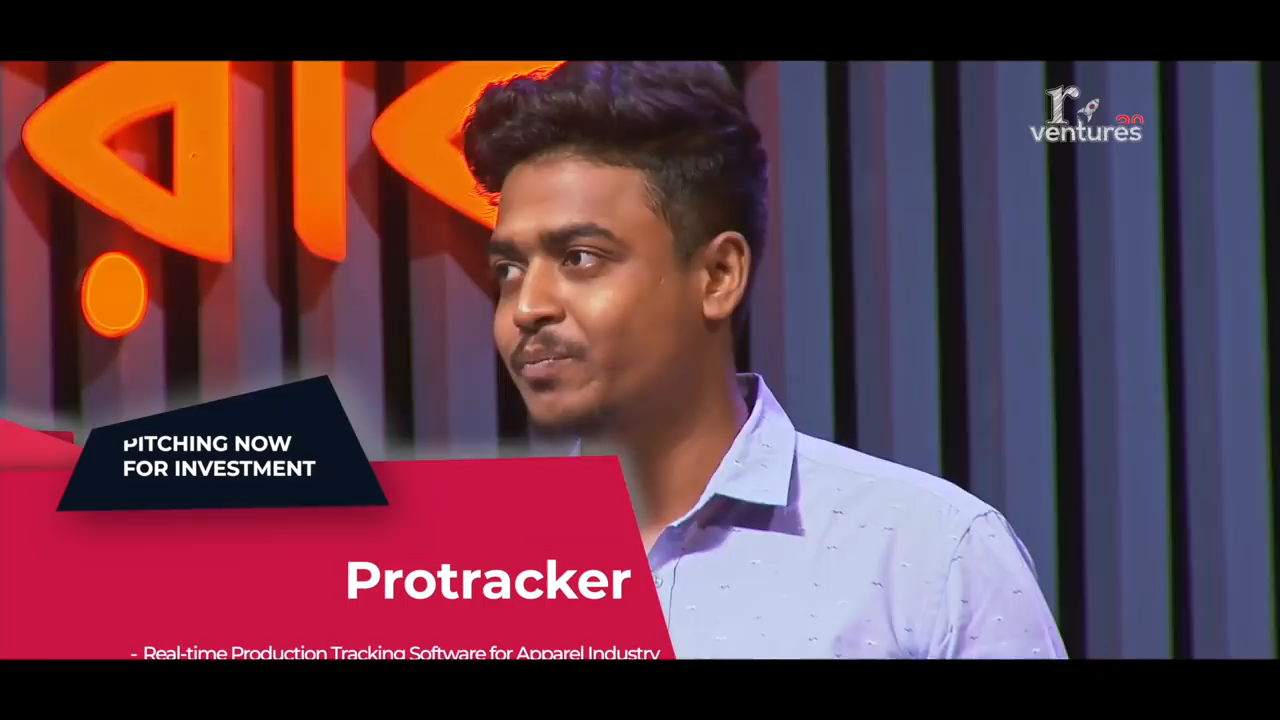 r
ventures
PITCHING NOW
FOR INVESTMENT
Protracker
- Real-time Production Tracking Software for Apparel Industry